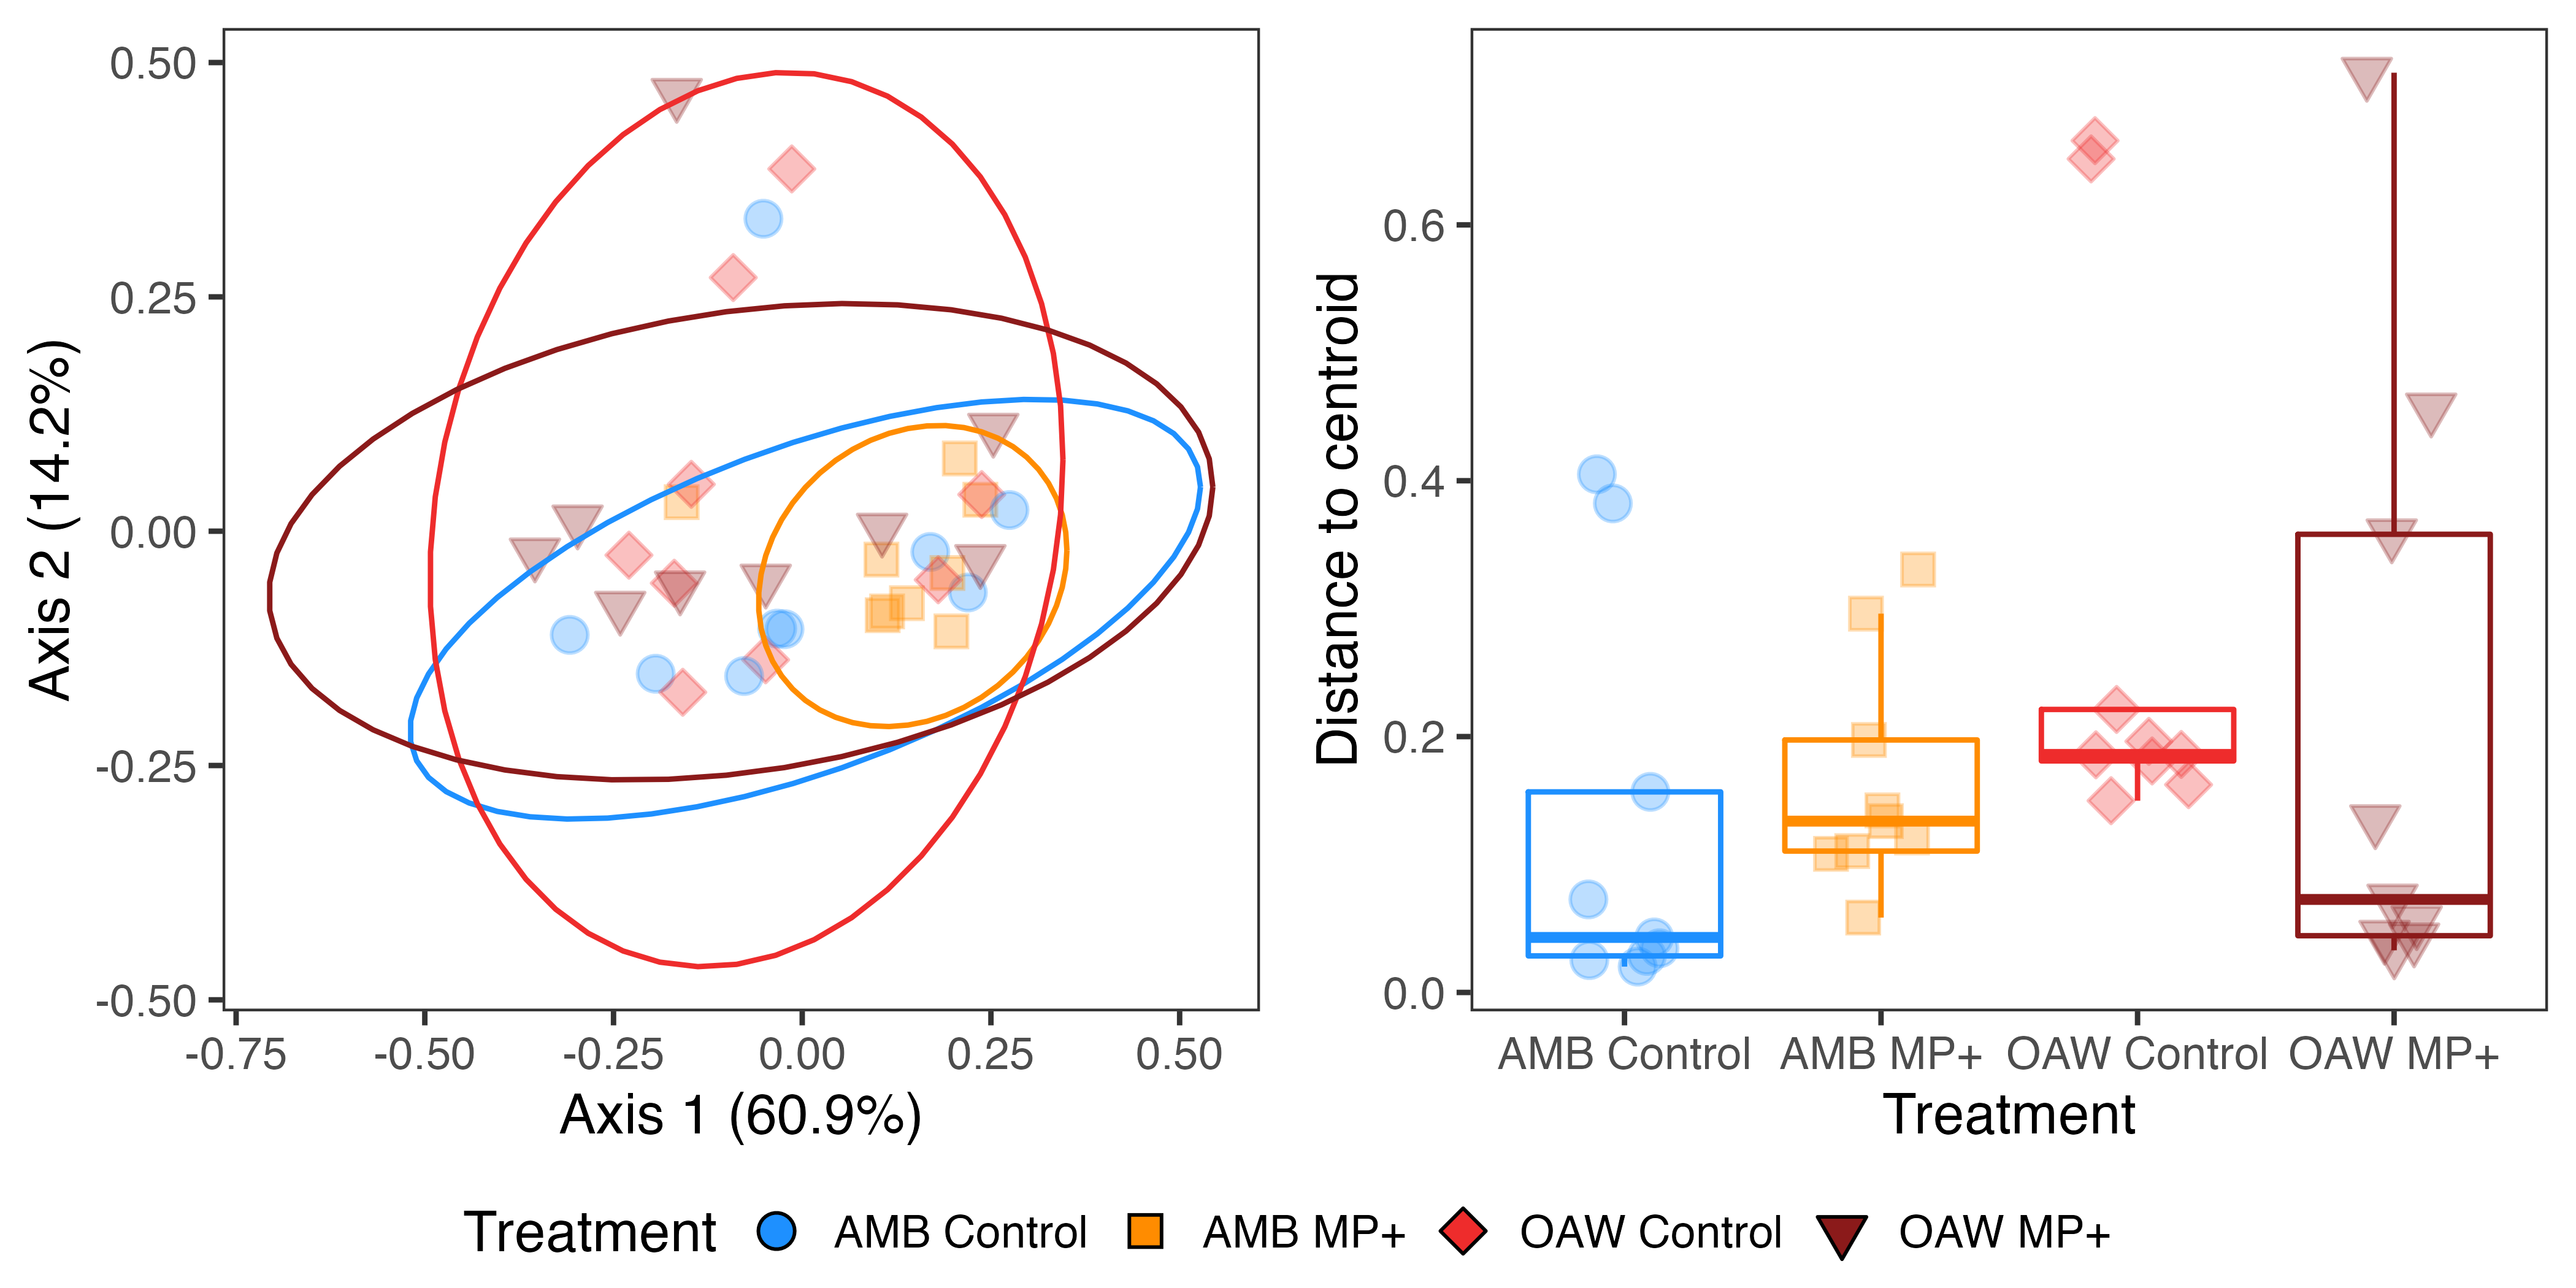 Axis 2 (14.2%)
0.50
0.25
0.00
-0.25
-0.50
-0.75 -0.50 -0.25 0.00 0.25 0.50
Axis 1 (60.9%)
Distance to centroid
0.6
0.4
0.2
0.0
AMB Control AMB MP+ OAW Control OAW MP+
Treatment
Treatment AMB Control AMB MP+ OAW Control OAW MP+